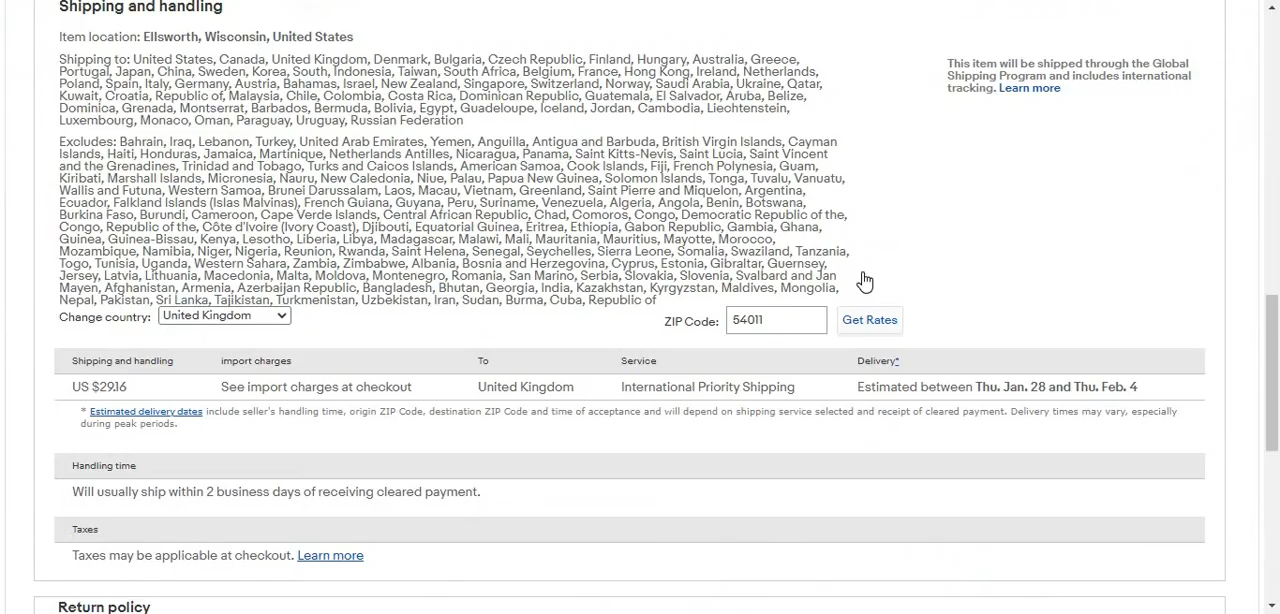 Shipping and handling
Item location: Ellsworth, Wisconsin, United States
Shipping to: United States, Canada, United Kingdom, Denmark, Bulgaria, Czech Republic, Finland, Hungary, Australia, Greece,
Portugal, Japan, China, Sweden, Korea, South, Indonesia, Taiwan, South Africa, Belgium, France, Hong Kong, Ireland, Netherlands,
Poland, Spain, Italy, Germany, Austria, Bahamas, Israel, New Zealand, Singapore, Switzerland, Norway, Saudi Arabia, Ukraine, Qatar,
Kuwait, Croatia, Republic of, Malaysia, Chile, Colombia, Costa Rica, Dominican Republic, Guatemala, El Salvador, Aruba, Belize,
Dominica, Grenada, Montserrat, Barbados, Bermuda, Bolivia, Egypt, Guadeloupe, Iceland, Jordan, Cambodia, Liechtenstein,
Luxembourg, Monaco, Oman, Paraguay, Uruguay, Russian Federation
This item will be shipped through the Global
Shipping Program and includes international
tracking. Learn more
Excludes: Bahrain, Iraq, Lebanon, Turkey, United Arab Emirates, Yemen, Anguilla, Antigua and Barbuda, British Virgin Islands, Cayman
Islands, Haiti, Honduras, Jamaica, Martinique, Netherlands Antilles, Nicaragua, Panama, Saint Kitts-Nevis, Saint Lucia, Saint Vincent
and the Grenadines, Trinidad and Tobago, Turks and Caicos Islands, American Samoa, Cook Islands, Fiji, French Polynesia, Guam,
Kiribati, Marshall Islands, Micronesia, Nauru, New Caledonia, Niue, Palau, Papua New Guinea, Solomon Islands, Tonga, Tuvalu, Vanuatu,
Wallis and Futuna, Western Samoa, Brunei Darussalam, Laos, Macau, Vietnam, Greenland, Saint Pierre and Miquelon, Argentina,
Ecuador, Falkland Islands (Islas Malvinas), French Guiana, Guyana, Peru, Suriname, Venezuela, Algeria, Angola, Benin, Botswana,
Burkina Faso, Burundi, Cameroon, Cape Verde Islands, Central African Republic, Chad, Comoros, Congo, Democratic Republic of the,
Congo, Republic of the, Côte d'Ivoire (Ivory Coast), Djibouti, Equatorial Guinea, Eritrea, Ethiopia, Gabon Republic, Gambia, Ghana,
Guinea, Guinea-Bissau, Kenya, Lesotho, Liberia, Libya, Madagascar, Malawi, Mali, Mauritania, Mauritius, Mayotte, Morocco,
Mozambique, Namibia, Niger, Nigeria, Reunion, Rwanda, Saint Helena, Senegal, Seychelles, Sierra Leone, Somalia, Swaziland, Tanzania,
Togo, Tunisia, Uganda, Western Sahara, Zambia, Zimbabwe, Albania, Bosnia and Herzegovina, Cyprus, Estonia, Gibraltar, Guernsey,
Jersey, Latvia, Lithuania, Macedonia, Malta, Moldova, Montenegro, Romania, San Marino, Serbia, Slovakia, Slovenia, Svalbard and Jan
Mayen, Afghanistan, Armenia, Azerbaijan Republic, Bangladesh, Bhutan, Georgia, India, Kazakhstan, Kyrgyzstan, Maldives, Mongolia,
Nepal, Pakistan, Sri Lanka, Tajikistan, Turkmenistan, Uzbekistan, Iran, Sudan, Burma, Cuba, Republic of
Change country: United Kingdom ZIP Code: 54011 Get Rates
Shipping and handling import charges To Service Delivery*
US $29.16 See import charges at checkout United Kingdom International Priority Shipping Estimated between Thu. Jan. 28 and Thu. Feb. 4
* Estimated delivery dates include seller's handling time, origin ZIP Code, destination ZIP Code and time of acceptance and will depend on shipping service selected and receipt of cleared payment. Delivery times may vary, especially
during peak periods.
Handling time
Will usually ship within 2 business days of receiving cleared payment.
Taxes
Taxes may be applicable at checkout. Learn more
Return policy